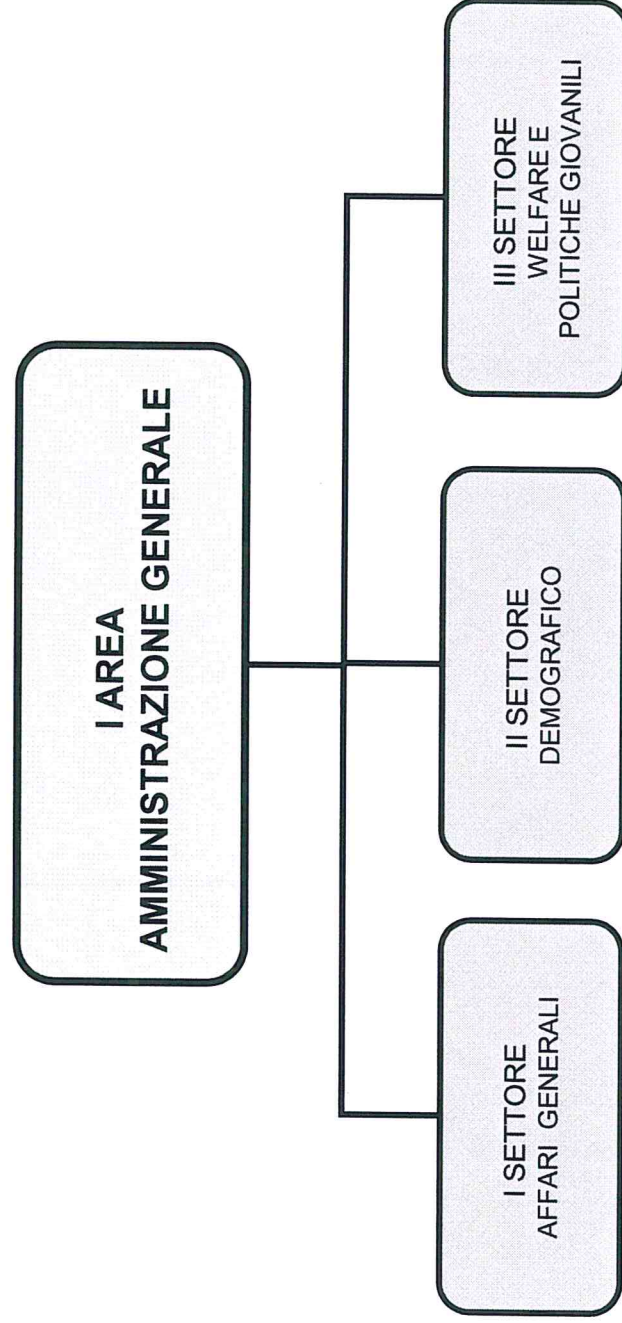 I AREA
AMMINISTRAZIONE GENERALE
I SETTORE
AFFARI GENERALI
II SETTORE
DEMOGRAFICO
III SETTORE
WELFARE E
POLITICHE GIOVANILI